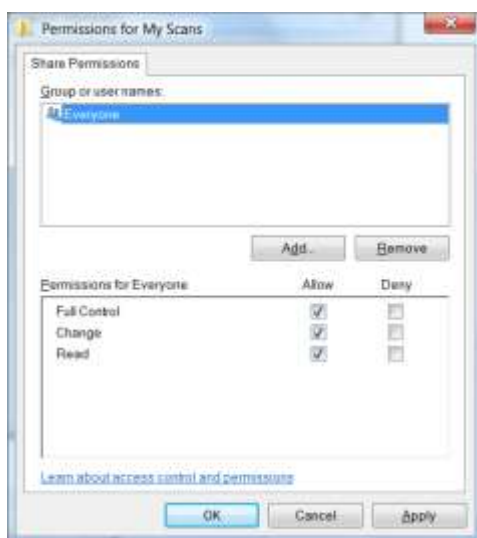 Permissions for My Scans
Share Permissions
Group or user names:
Everyone
Add...
Remove
Permissions for Everyone
Allow
Deny
Full Control
Change
Read
Learn about access control and permissions
OK
Cancel
Apply